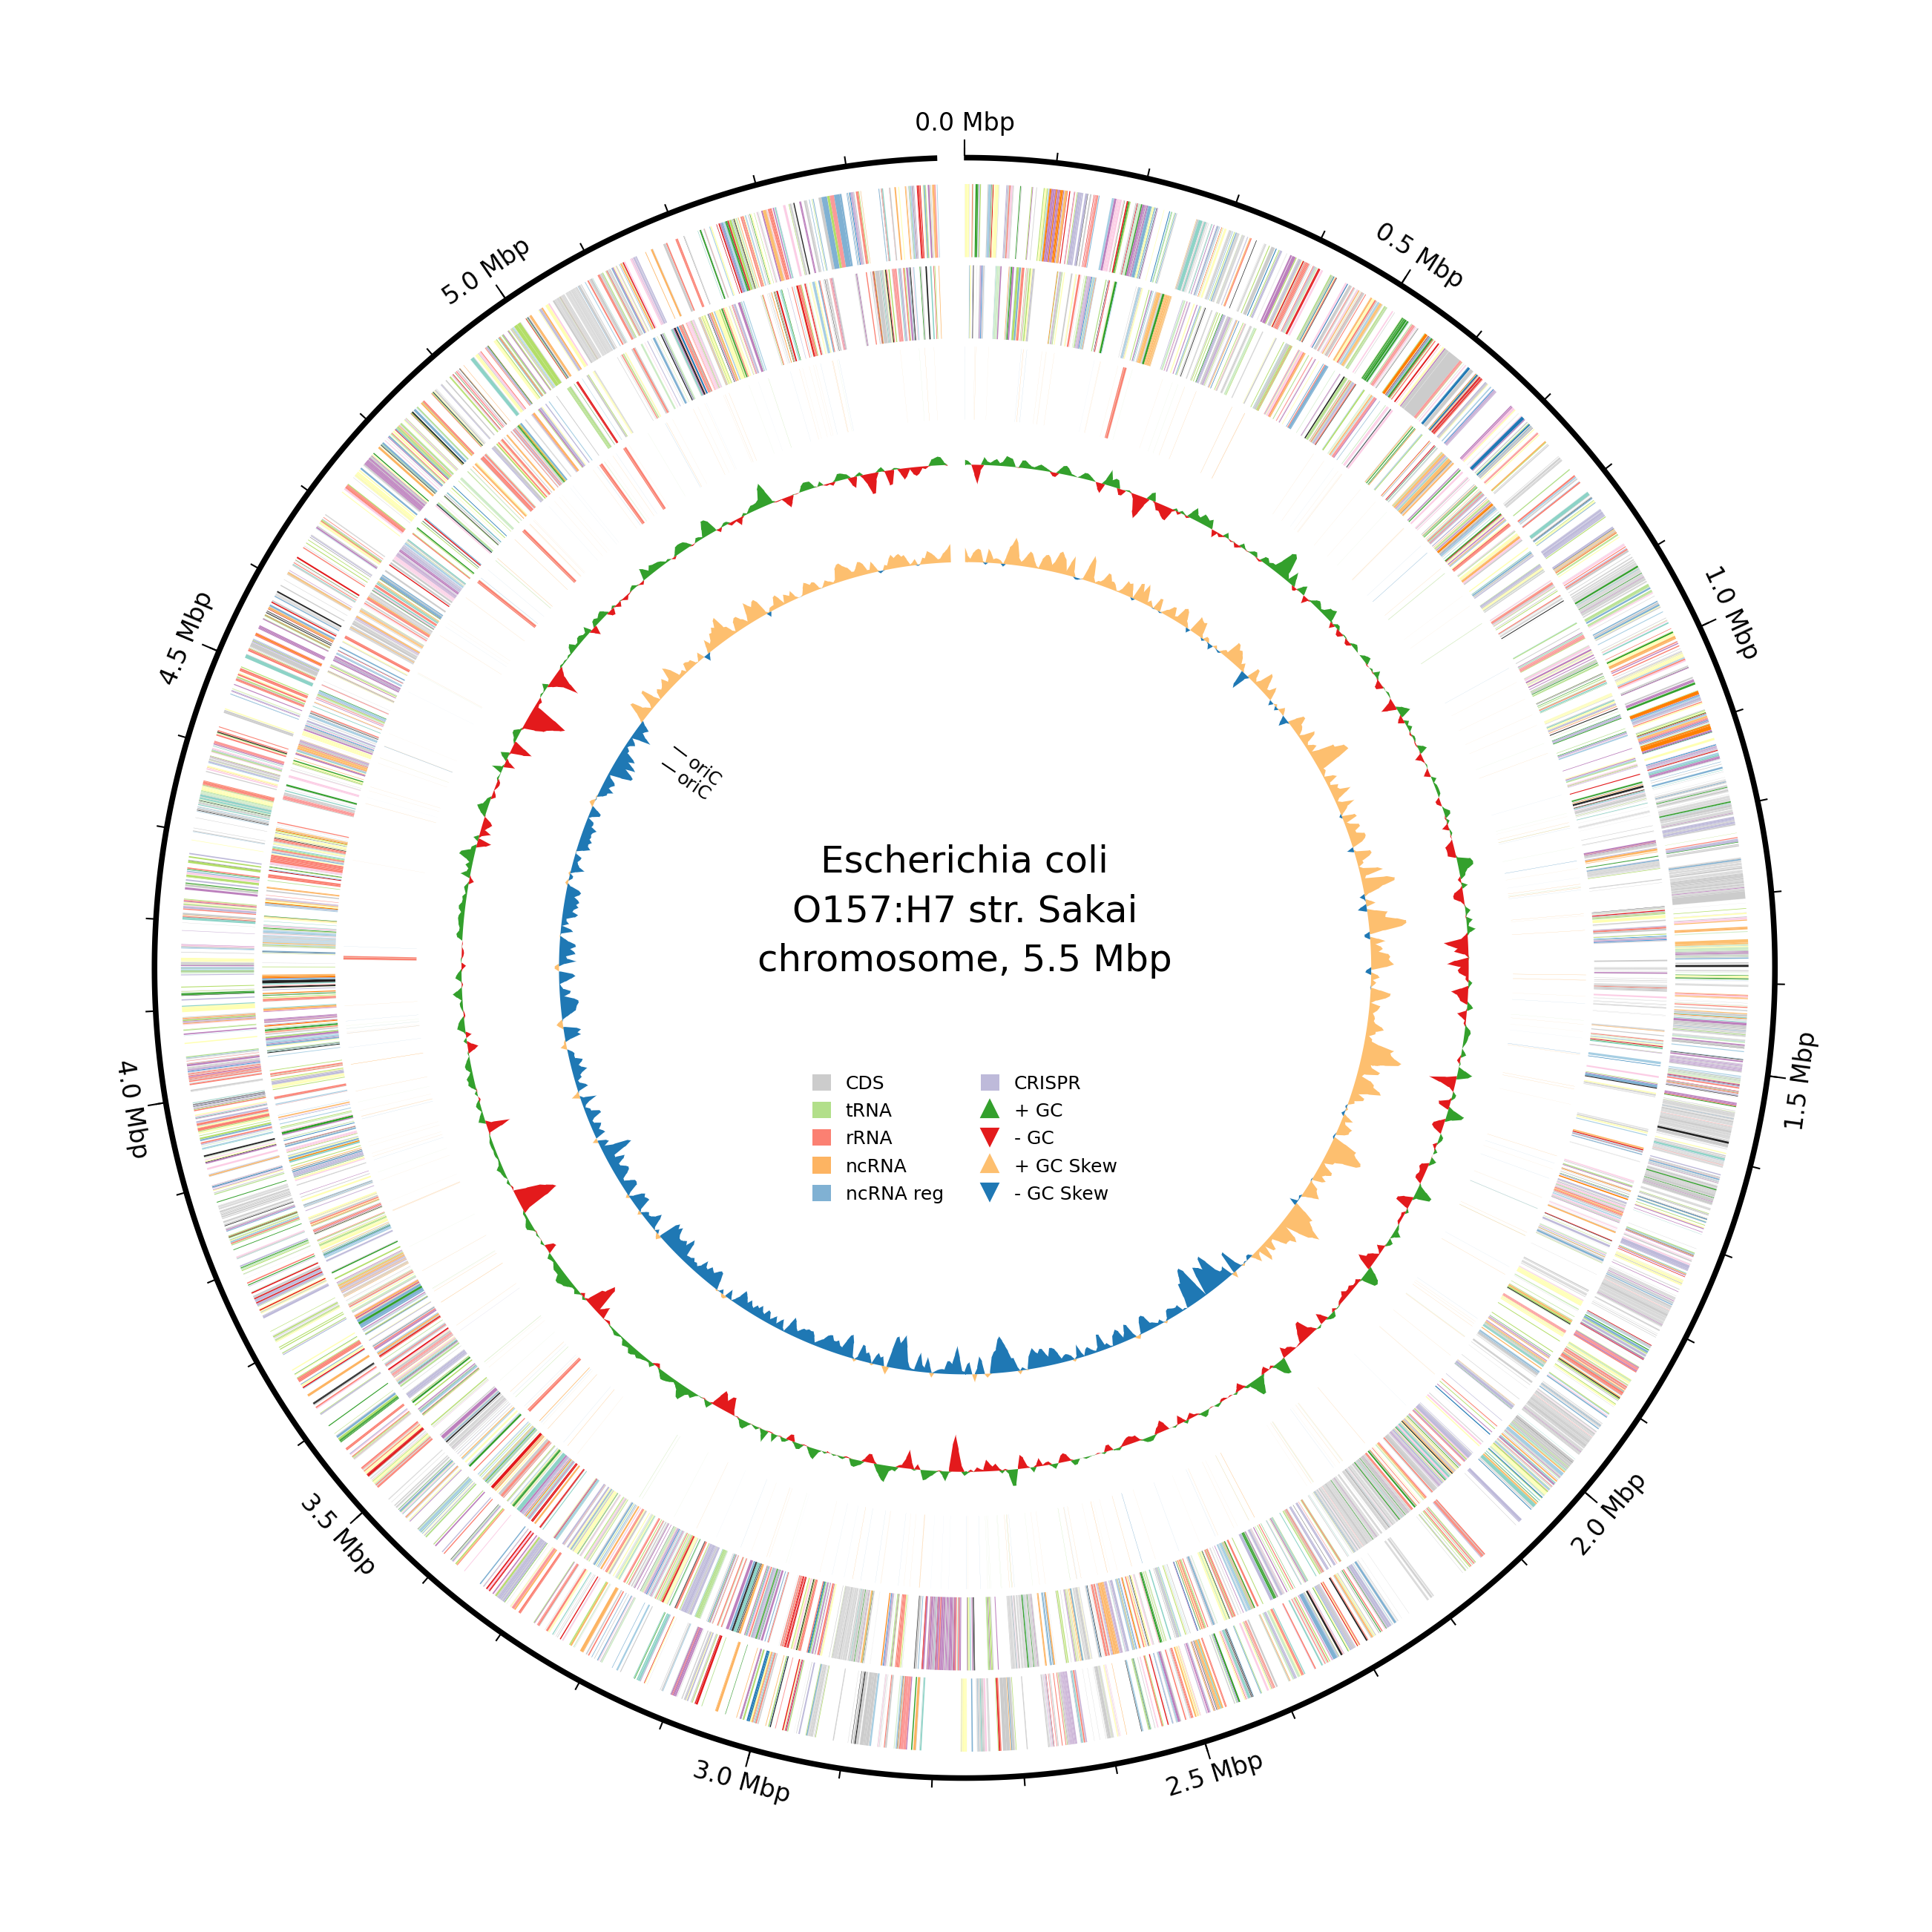 0.0 Mbp
0.5 Mbp
1.0 Mbp
1.5 Mbp
2.0 Mbp
2.5 Mbp
3.0 Mbp
3.5 Mbp
4.0 Mbp
4.5 Mbp
5.0 Mbp
oriC
oriC
Escherichia coli
O157:H7 str. Sakai
chromosome, 5.5 Mbp
CDS
tRNA
rRNA
ncRNA
ncRNA reg
CRISPR
+ GC
- GC
+ GC Skew
- GC Skew